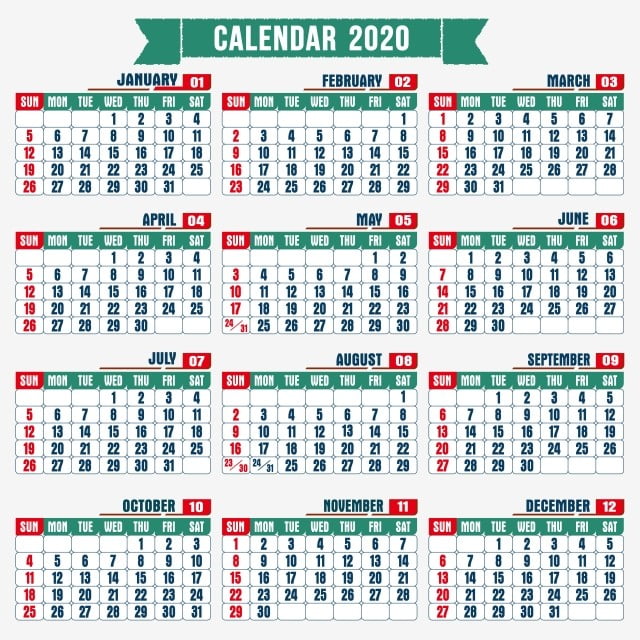 CALENDAR 2020
JANUARY 01
SUN MON TUE WED THU FRI SAT
1 2 3 4
5 6 7 8 9 10 11
12 13 14 15 16 17 18
19 20 21 22 23 24 25
26 27 28 29 30 31
FEBRUARY 02
SUN MON TUE WED THU FRI SAT
1
2 3 4 5 6 7 8
9 10 11 12 13 14 15
16 17 18 19 20 21 22
23 24 25 26 27 28 29
MARCH 03
SUN MON TUE WED THU FRI SAT
1 2 3 4 5 6 7
8 9 10 11 12 13 14
15 16 17 18 19 20 21
22 23 24 25 26 27 28
29 30 31
APRIL 04
SUN MON TUE WED THU FRI SAT
1 2 3 4
5 6 7 8 9 10 11
12 13 14 15 16 17 18
19 20 21 22 23 24 25
26 27 28 29 30
MAY 05
SUN MON TUE WED THU FRI SAT
1 2
3 4 5 6 7 8 9
10 11 12 13 14 15 16
17 18 19 20 21 22 23
24/31 25 26 27 28 29 30
JUNE 06
SUN MON TUE WED THU FRI SAT
1 2 3 4 5 6
7 8 9 10 11 12 13
14 15 16 17 18 19 20
21 22 23 24 25 26 27
28 29 30
JULY 07
SUN MON TUE WED THU FRI SAT
1 2 3 4
5 6 7 8 9 10 11
12 13 14 15 16 17 18
19 20 21 22 23 24 25
26 27 28 29 30 31
AUGUST 08
SUN MON TUE WED THU FRI SAT
1
2 3 4 5 6 7 8
9 10 11 12 13 14 15
16 17 18 19 20 21 22
23/30 24/31 25 26 27 28 29
SEPTEMBER 09
SUN MON TUE WED THU FRI SAT
1 2 3 4 5
6 7 8 9 10 11 12
13 14 15 16 17 18 19
20 21 22 23 24 25 26
27 28 29 30
OCTOBER 10
SUN MON TUE WED THU FRI SAT
1 2 3
4 5 6 7 8 9 10
11 12 13 14 15 16 17
18 19 20 21 22 23 24
25 26 27 28 29 30 31
NOVEMBER 11
SUN MON TUE WED THU FRI SAT
1 2 3 4 5 6 7
8 9 10 11 12 13 14
15 16 17 18 19 20 21
22 23 24 25 26 27 28
29 30
DECEMBER 12
SUN MON TUE WED THU FRI SAT
1 2 3 4 5
6 7 8 9 10 11 12
13 14 15 16 17 18 19
20 21 22 23 24 25 26
27 28 29 30 31